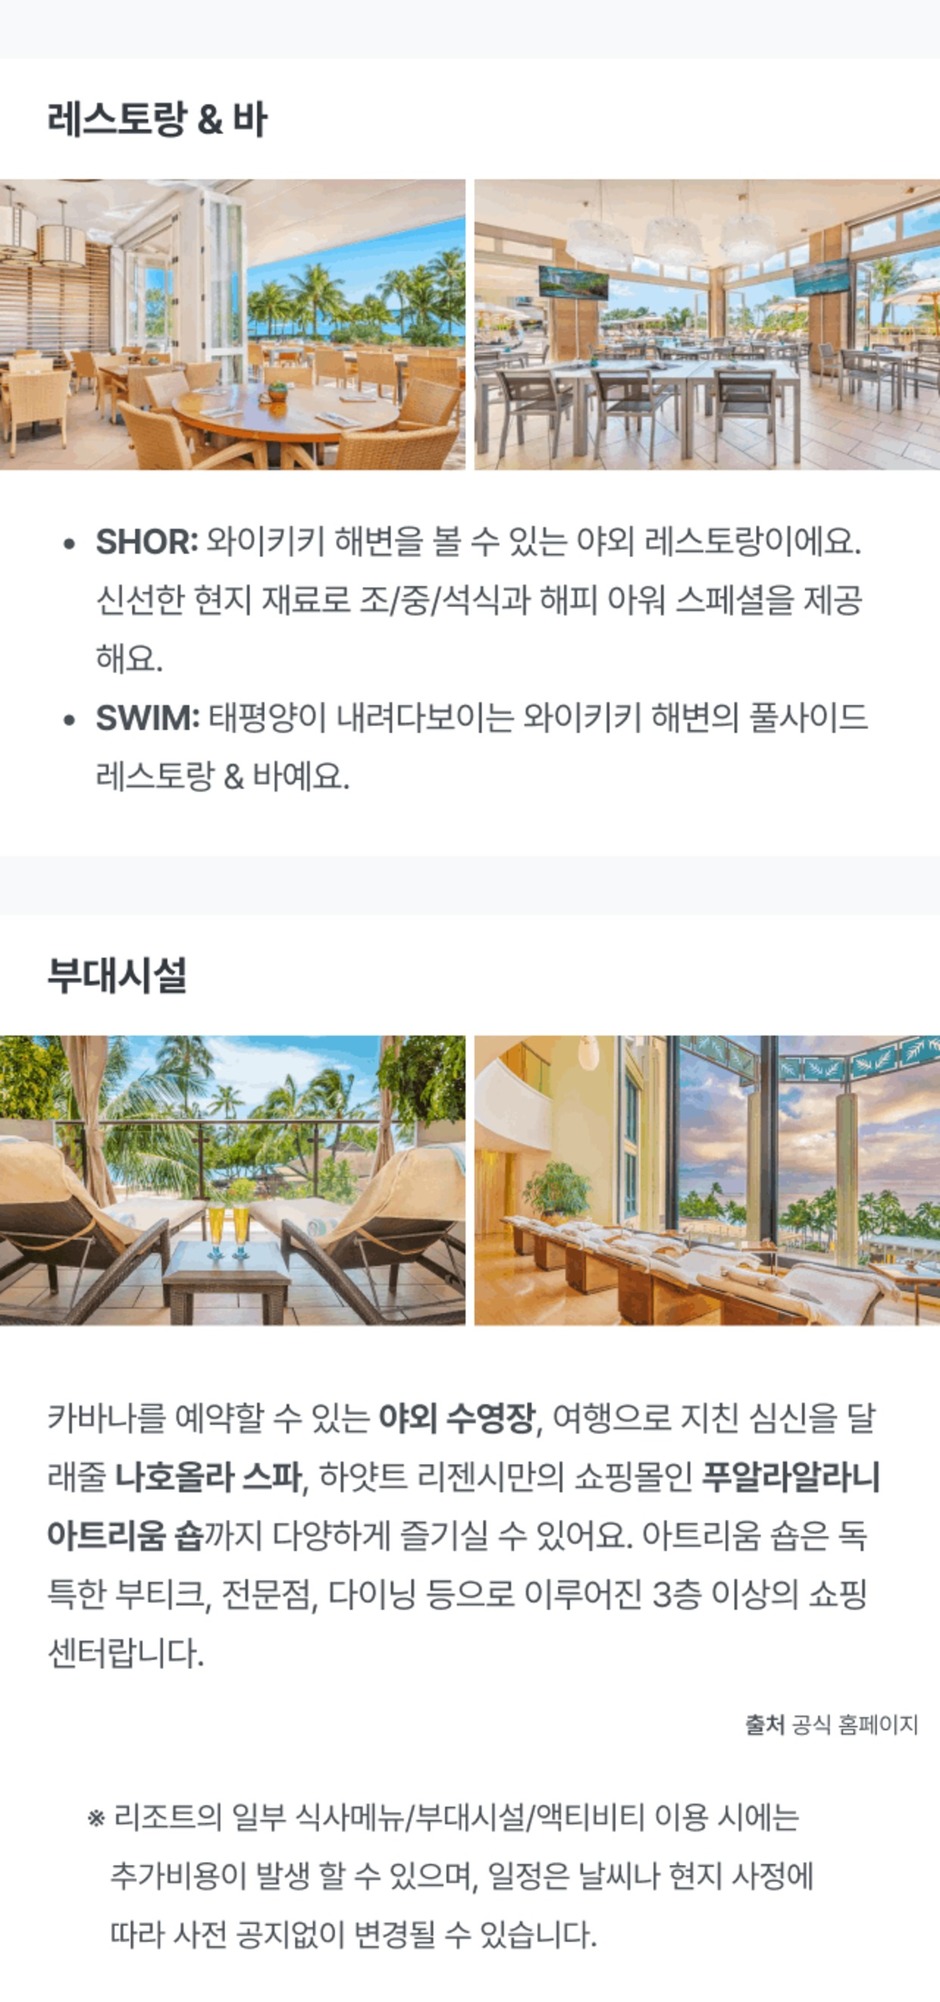 레스토랑 & 바
• SHOR: 와이키키 해변을 볼 수 있는 야외 레스토랑이에요.
신선한 현지 재료로 조/중/석식과 해피 아워 스페셜을 제공
해요.
• SWIM: 태평양이 내려다보이는 와이키키 해변의 풀사이드
레스토랑 & 바예요.
부대시설
카바나를 예약할 수 있는 야외 수영장, 여행으로 지친 심신을 달
래줄 나호올라 스파, 하얏트 리젠시만의 쇼핑몰인 푸알라알라니
아트리움 숍까지 다양하게 즐기실 수 있어요. 아트리움 숍은 독
특한 부티크, 전문점, 다이닝 등으로 이루어진 3층 이상의 쇼핑
센터랍니다.
출처 공식 홈페이지
※ 리조트의 일부 식사메뉴/부대시설/액티비티 이용 시에는
추가비용이 발생 할 수 있으며, 일정은 날씨나 현지 사정에
따라 사전 공지없이 변경될 수 있습니다.